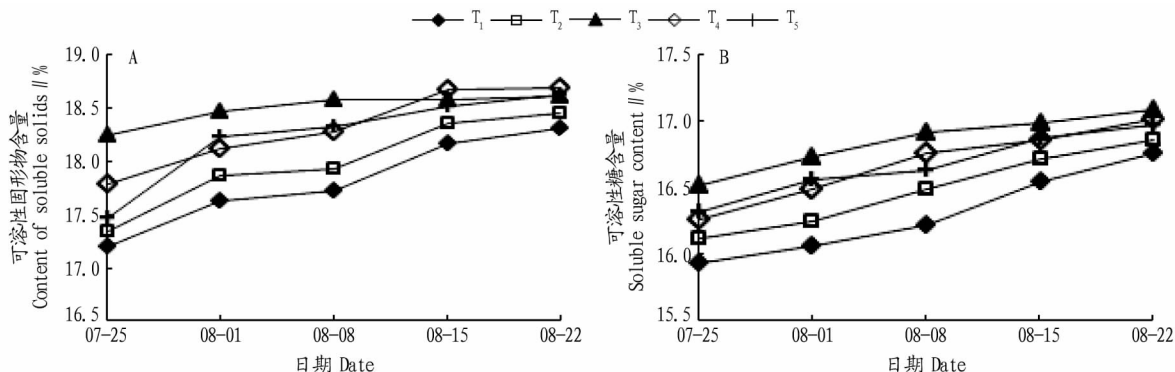 T₁ T₂ T₃ T₄ T₅
A
可溶性固形物含量
Content of soluble solids∥%
19.0
18.5
18.0
17.5
17.0
16.5
07-25 08-01 08-08 08-15 08-22
日期 Date
B
可溶性糖含量
Soluble sugar content∥%
17.5
17.0
16.5
16.0
15.5
07-25 08-01 08-08 08-15 08-22
日期 Date